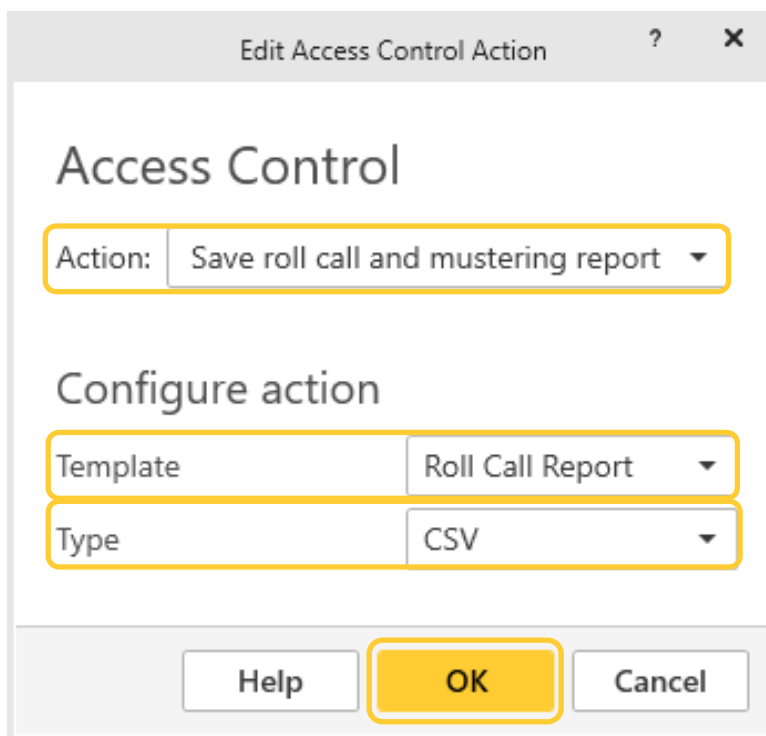 Edit Access Control Action ? ×
Access Control
Action: Save roll call and mustering report
Configure action
Template Roll Call Report
Type CSV
Help OK Cancel